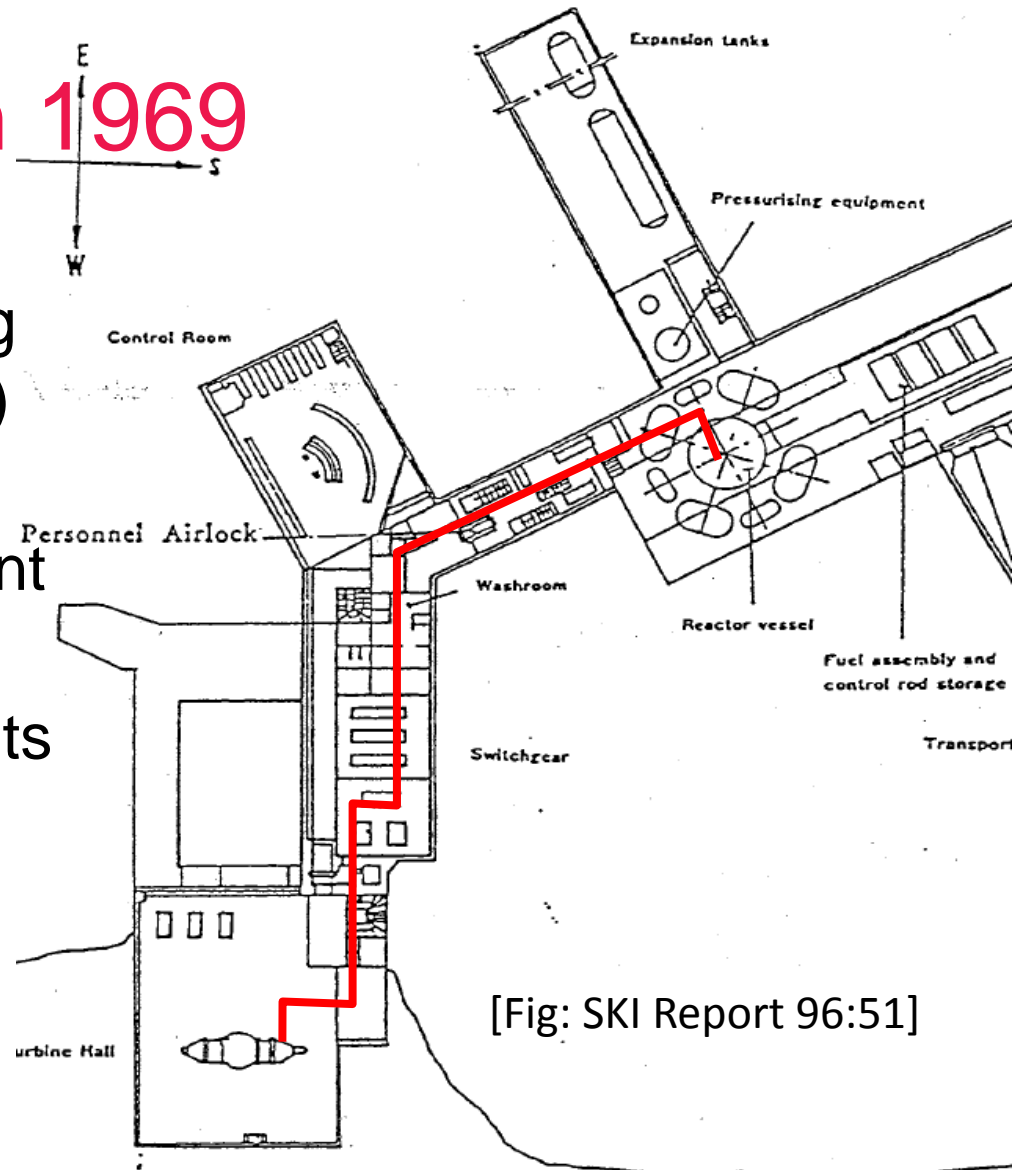 E
Expansion tanks
1969
S
Pressurising equipment
W
g
Control Room
)
Personnel Airlock
nt
Washroom
Reactor vessel
Fuel assembly and
control rod storage
ts
Switchgear
Transport
[Fig: SKI Report 96:51]
urbine Hall